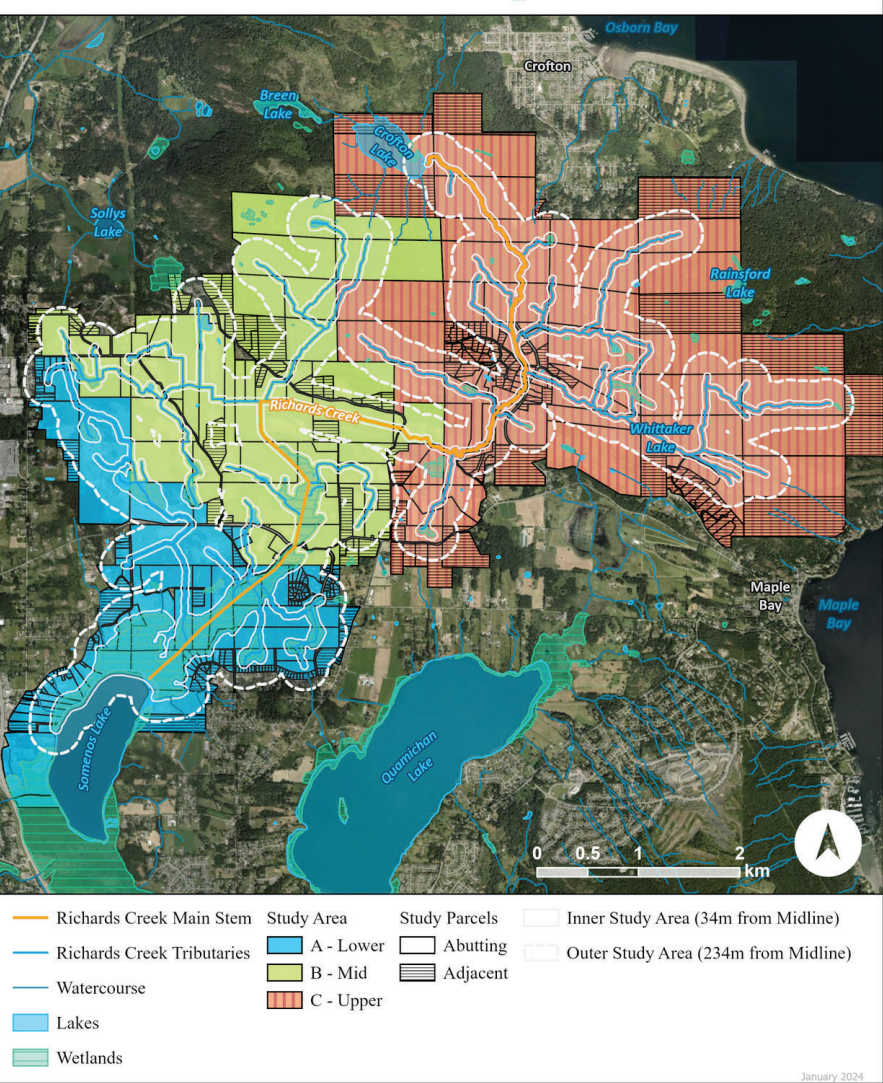 Osborn Bay
Crofton
Breen
Lake
Crofton
Lake
Sollys
Lake
Rainsford
Lake
Richards Creek
Whittaker
Lake
Maple
Bay
Maple
Bay
Somenos Lake
Quamichan
Lake
0 0.5 1 2
km
Richards Creek Main Stem
Richards Creek Tributaries
Watercourse
Lakes
Wetlands
Study Area
A - Lower
B - Mid
C - Upper
Study Parcels
Abutting
Adjacent
Inner Study Area (34m from Midline)
Outer Study Area (234m from Midline)
January 2024